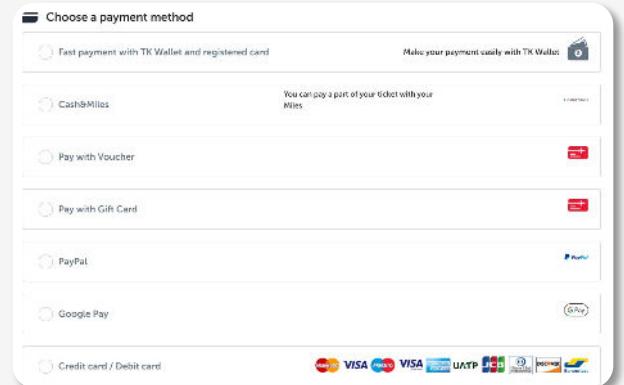 Choose a payment method
Fast payment with TK Wallet and registered card
Make your payment easily with TK Wallet
Cash&Miles
You can pay a part of your ticket with your
Miles
Pay with Voucher
Pay with Gift Card
PayPal
PayPal
Google Pay
G Pay
Credit card / Debit card
VISA VISA UATP JCB DISCOVER